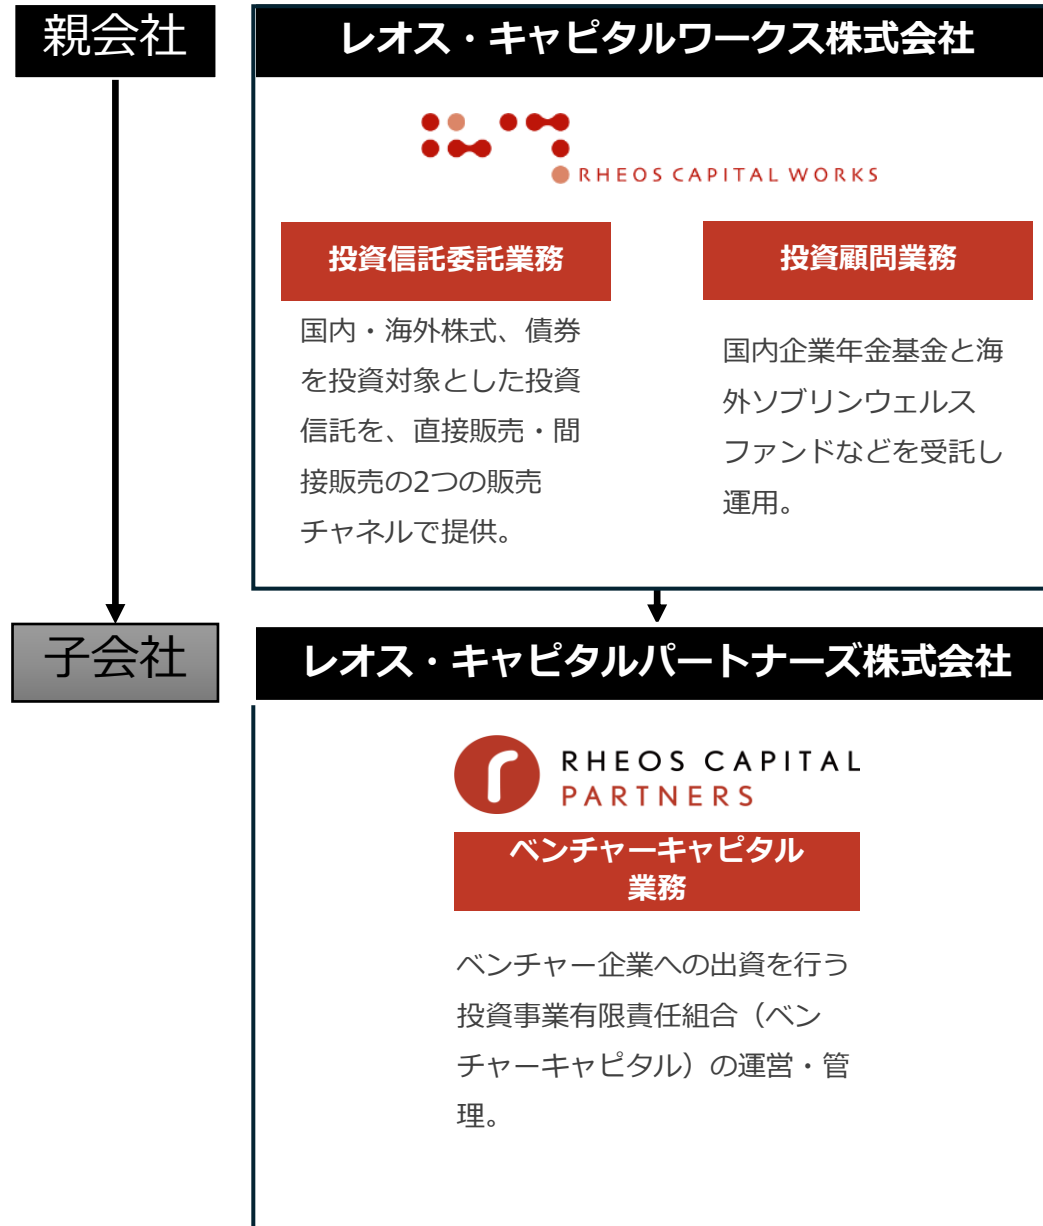 親会社
レオス・キャピタルワークス株式会社
RHEOS CAPITAL WORKS
投資信託委託業務
国内・海外株式、債券
を投資対象とした投資
信託を、直接販売・間
接販売の2つの販売
チャネルで提供。
投資顧問業務
国内企業年金基金と海
外ソブリンウェルス
ファンドなどを受託し
運用。
子会社
レオス・キャピタルパートナーズ株式会社
r
RHEOS CAPITAL
PARTNERS
ベンチャーキャピタル
業務
ベンチャー企業への出資を行う
投資事業有限責任組合（ベン
チャーキャピタル）の運営・管
理。